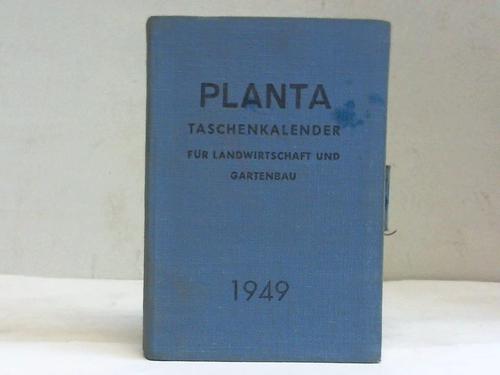 PLANTA
TASCHENKALENDER
FÜR LANDWIRTSCHAFT UND
GARTENBAU
1949